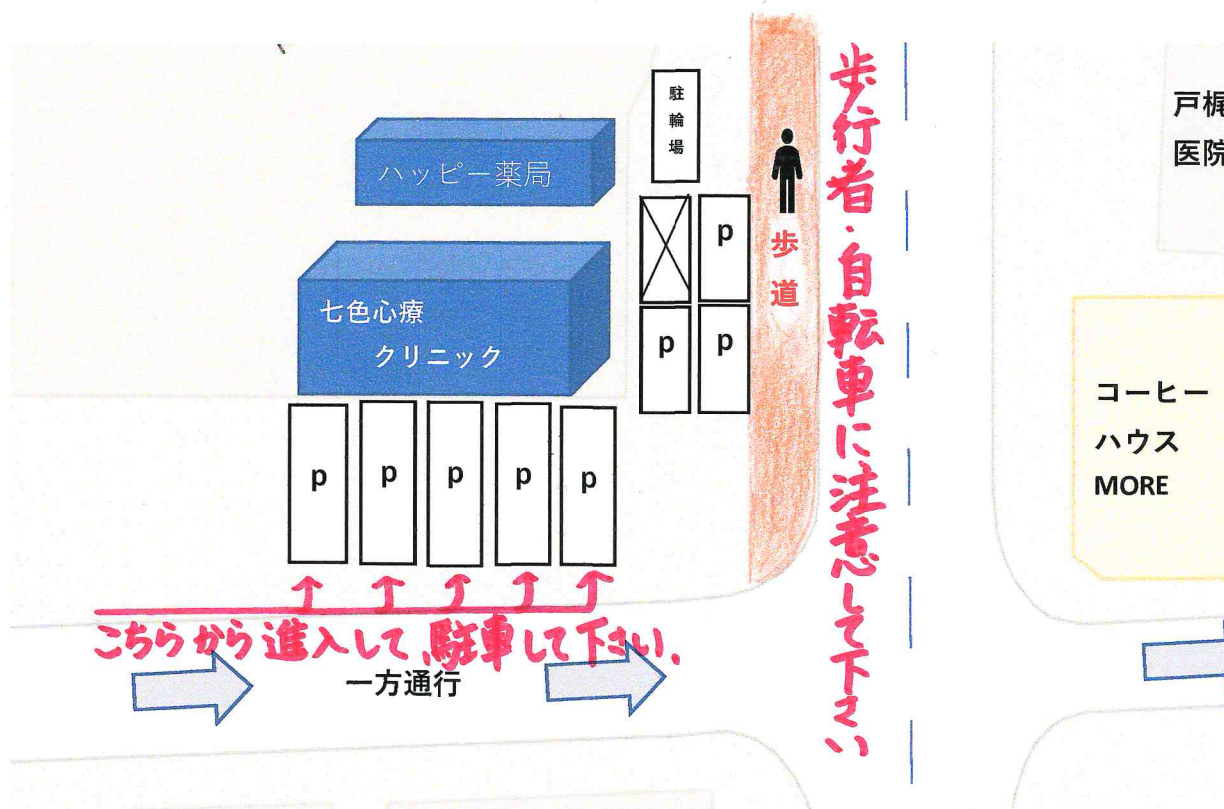 駐輪場
ハッピー薬局
七色心療
クリニック
p
p
p
p
p
p
p
p
歩道
歩行者・自転車に注意して下さい
こちらから進入して、駐車して下さい.
一方通行
戸梶
医院
コーヒー
ハウス
MORE